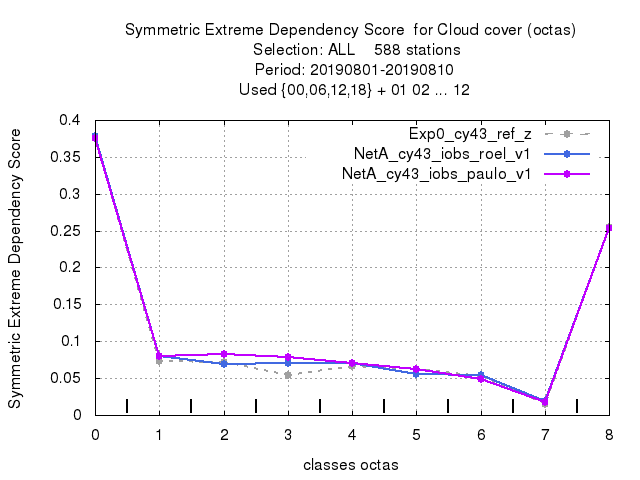 Symmetric Extreme Dependency Score  for Cloud cover (octas)
Selection: ALL    588 stations
Period: 20190801-20190810
Used {00,06,12,18} + 01 02 ... 12
Exp0_cy43_ref_z
NetA_cy43_iobs_roel_v1
NetA_cy43_iobs_paulo_v1
Symmetric Extreme Dependency Score
0.4
0.35
0.3
0.25
0.2
0.15
0.1
0.05
0
0 1 2 3 4 5 6 7 8
classes octas